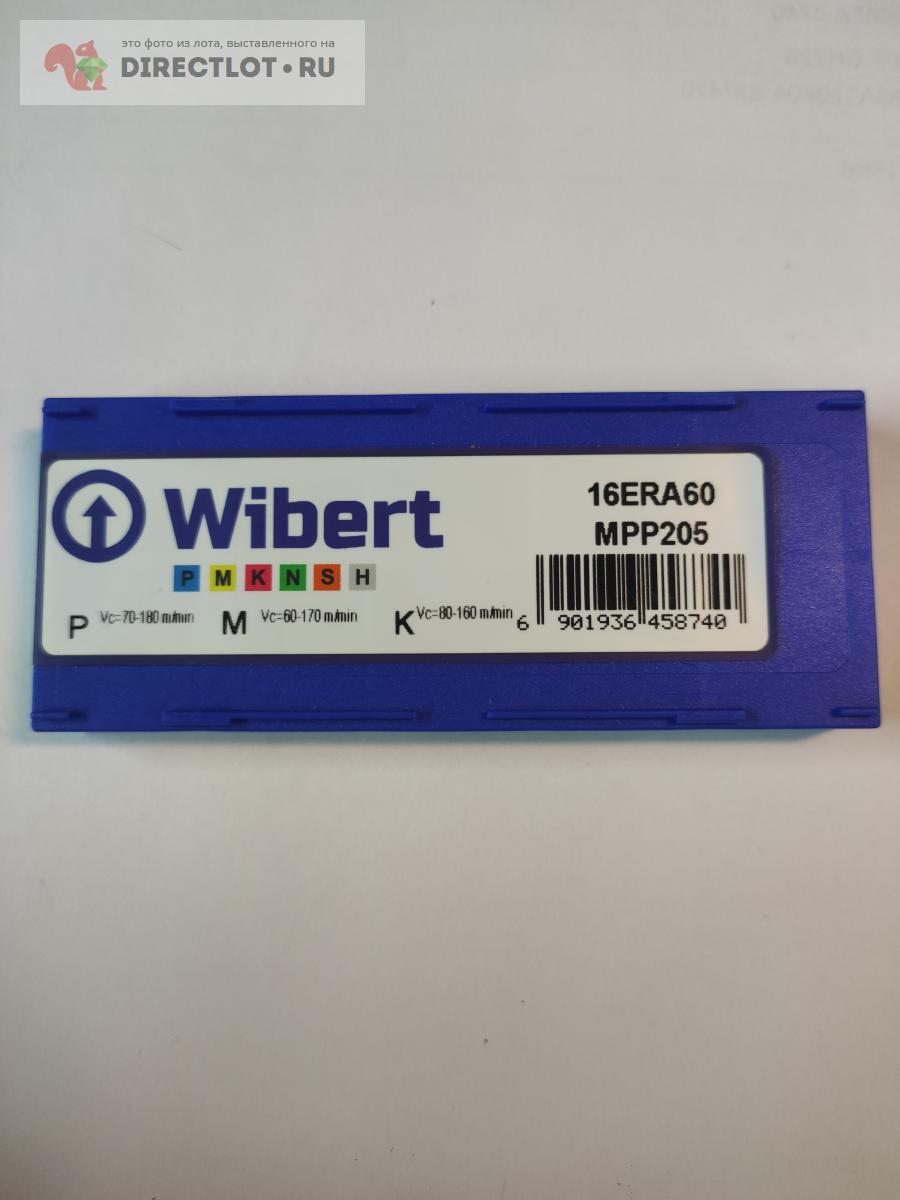 это фото из лота, выставленного на
DIRECTLOT•RU
Wibert
16ERA60
MPP205
P M K N S H
P Vc=70-180 m/min M Vc=60-170 m/min K Vc=80-160 m/min
6 901936 458740